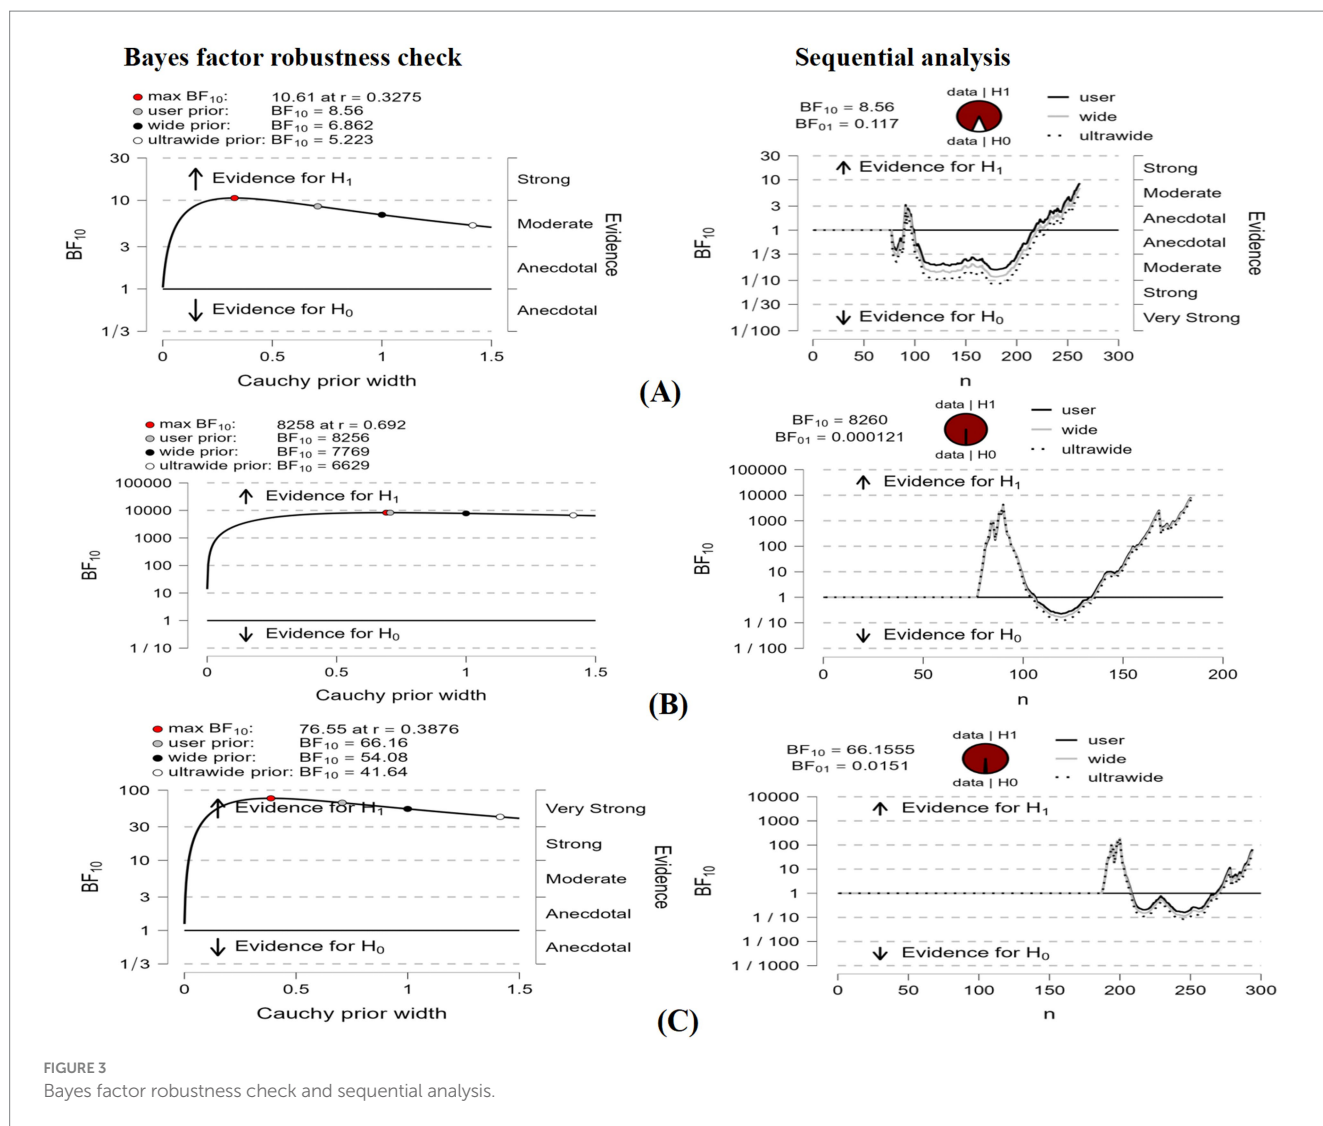 Bayes factor robustness check
Sequential analysis
max BF10: 10.61 at r = 0.3275
user prior: BF10 = 8.56
wide prior: BF10 = 6.862
ultrawide prior: BF10 = 5.223
30
10
3
1
1/3
BF10
Evidence for H1
Evidence for H0
Strong
Moderate
Anecdotal
Anecdotal
Evidence
0
0.5
1
1.5
Cauchy prior width
BF10 = 8.56
BF01 = 0.117
data | H1
data | H0
user
wide
ultrawide
30
10
3
1
1/3
1/10
1/30
1/100
BF10
Evidence for H1
Evidence for H0
Strong
Moderate
Anecdotal
Anecdotal
Moderate
Strong
Very Strong
Evidence
0
50
100
150
200
250
300
n
(A)
max BF10: 8258 at r = 0.692
user prior: BF10 = 8256
wide prior: BF10 = 7769
ultrawide prior: BF10 = 6629
100000
10000
1000
100
10
1
1 / 10
BF10
Evidence for H1
Evidence for H0
0
0.5
1
1.5
Cauchy prior width
BF10 = 8260
BF01 = 0.000121
data | H1
data | H0
user
wide
ultrawide
100000
10000
1000
100
10
1
1 / 10
1 / 100
BF10
Evidence for H1
Evidence for H0
0
50
100
150
200
n
(B)
max BF10: 76.55 at r = 0.3876
user prior: BF10 = 66.16
wide prior: BF10 = 54.08
ultrawide prior: BF10 = 41.64
100
30
10
3
1
1/3
BF10
Evidence for H1
Evidence for H0
Very Strong
Strong
Moderate
Anecdotal
Anecdotal
Evidence
0
0.5
1
1.5
Cauchy prior width
BF10 = 66.1555
BF01 = 0.0151
data | H1
data | H0
user
wide
ultrawide
10000
1000
100
10
1
1 / 10
1 / 100
1 / 1000
BF10
Evidence for H1
Evidence for H0
0
50
100
150
200
250
300
n
(C)
FIGURE 3
Bayes factor robustness check and sequential analysis.